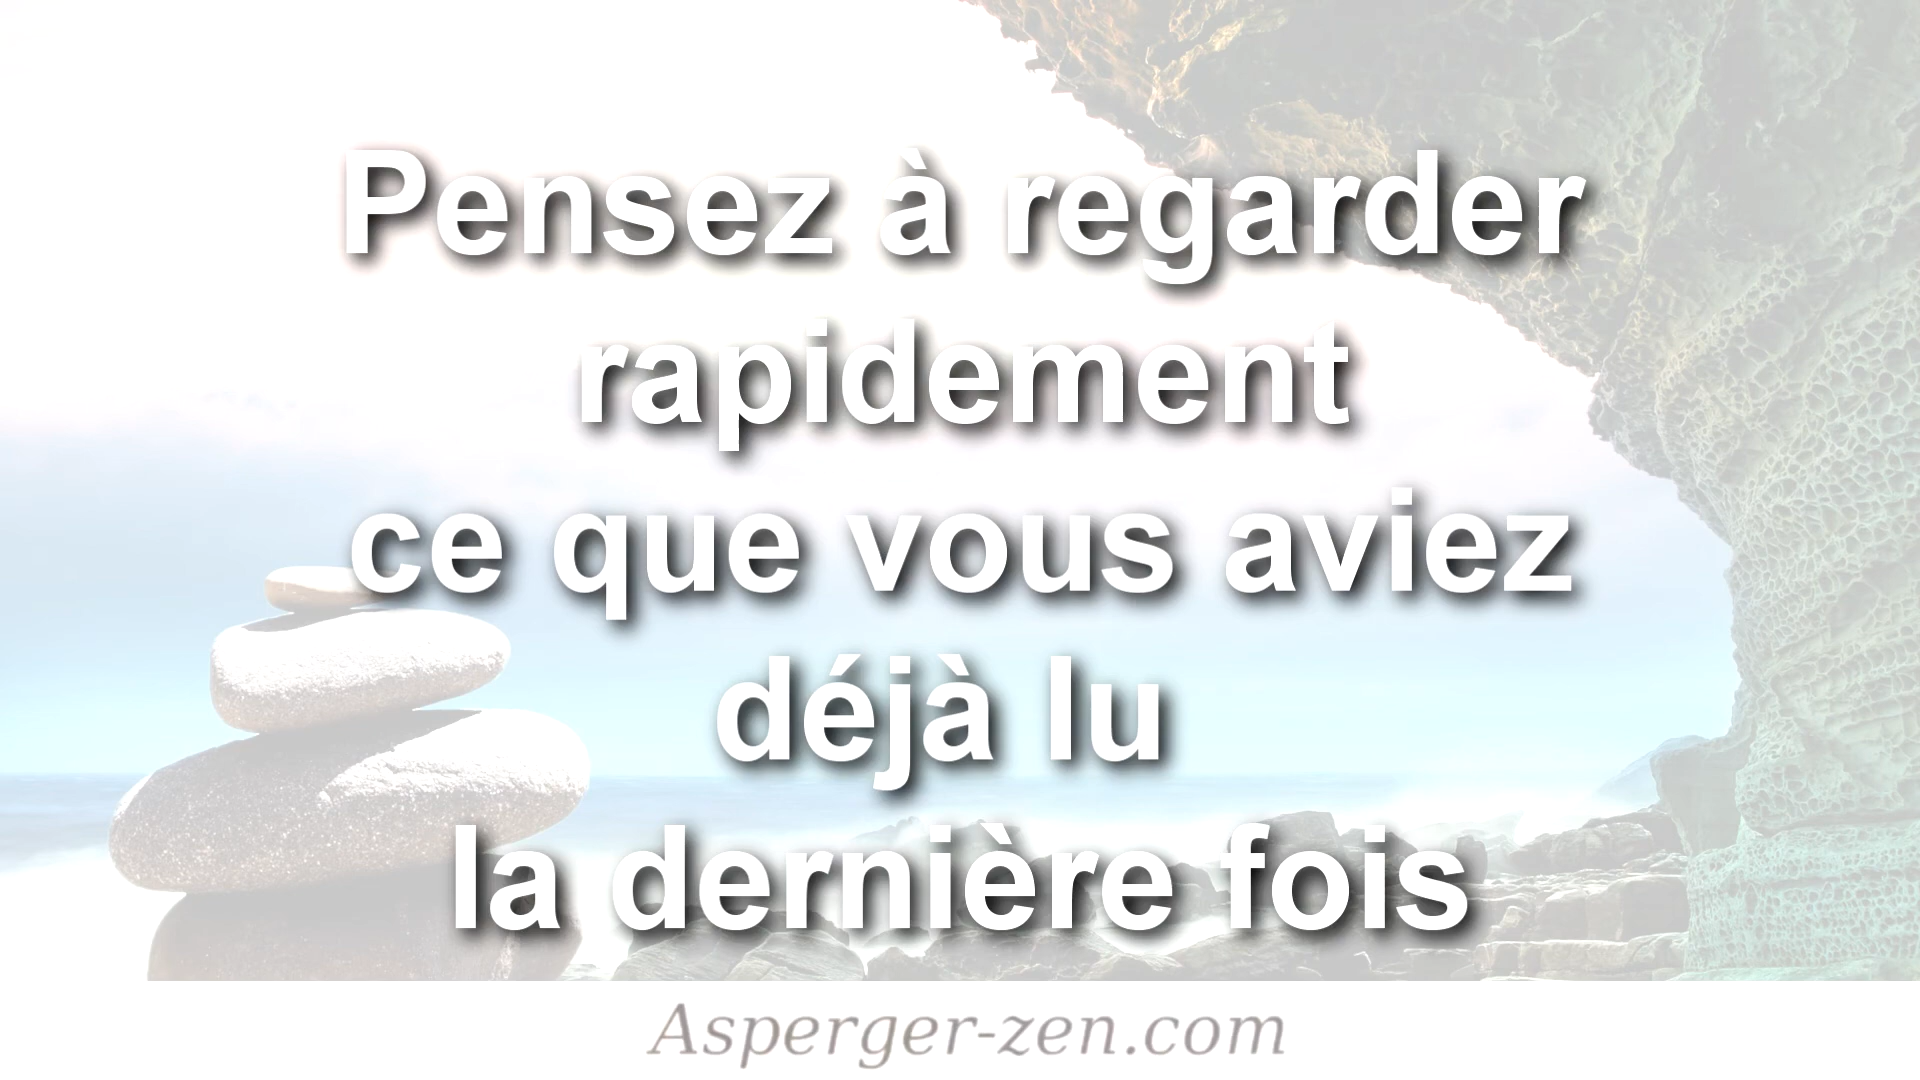 Pensez à regarder
rapidement
ce que vous aviez
déjà lu
la dernière fois
Asperger-zen.com